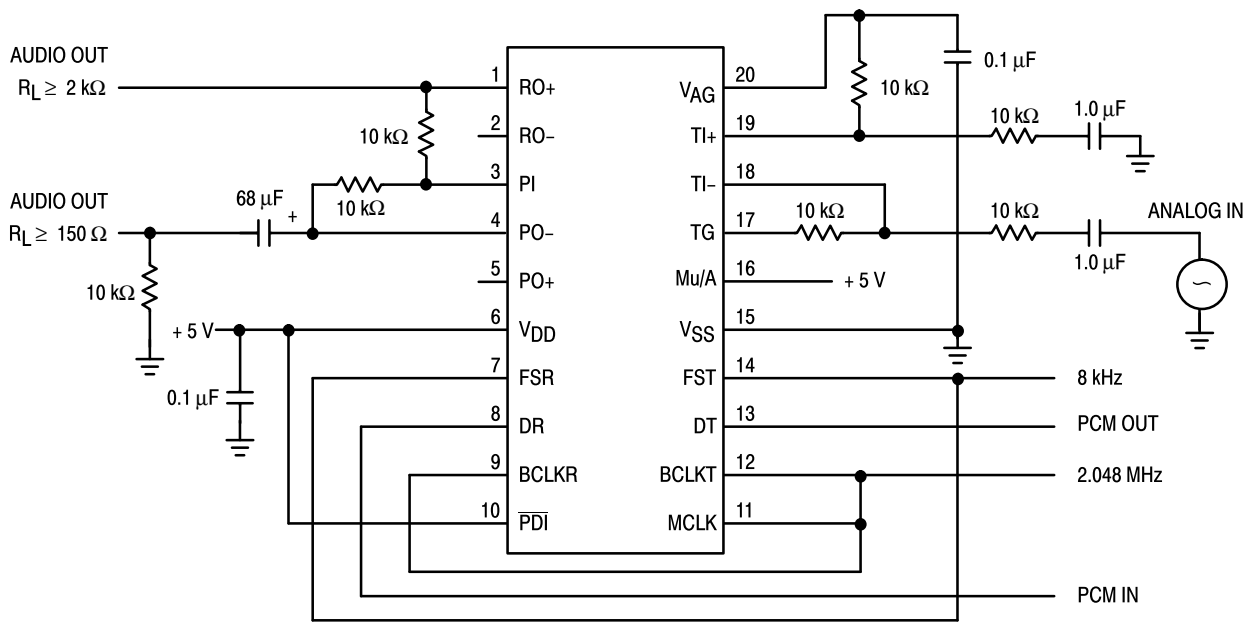 AUDIO OUT
RL ≥ 2 kΩ
1
RO+
2
RO–
10 kΩ
3
PI
10 kΩ
AUDIO OUT
RL ≥ 150 Ω
68 µF
+
4
PO–
10 kΩ
5
PO+
+ 5 V
6
VDD
0.1 µF
7
FSR
8
DR
9
BCLKR
10
PDI
20
VAG
10 kΩ
0.1 µF
19
TI+
10 kΩ
1.0 µF
18
TI–
17
TG
10 kΩ
10 kΩ
1.0 µF
ANALOG IN
16
Mu/A
+ 5 V
15
VSS
14
FST
8 kHz
13
DT
PCM OUT
12
BCLKT
2.048 MHz
11
MCLK
PCM IN